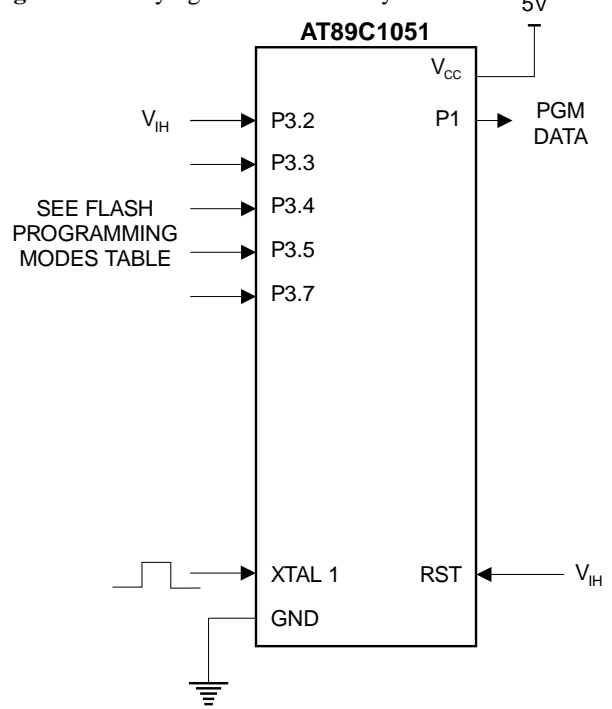 5V
AT89C1051
VCC
VIH P3.2 P1 PGM
DATA
P3.3
SEE FLASH
PROGRAMMING
MODES TABLE
P3.4
P3.5
P3.7
XTAL 1 RST VIH
GND